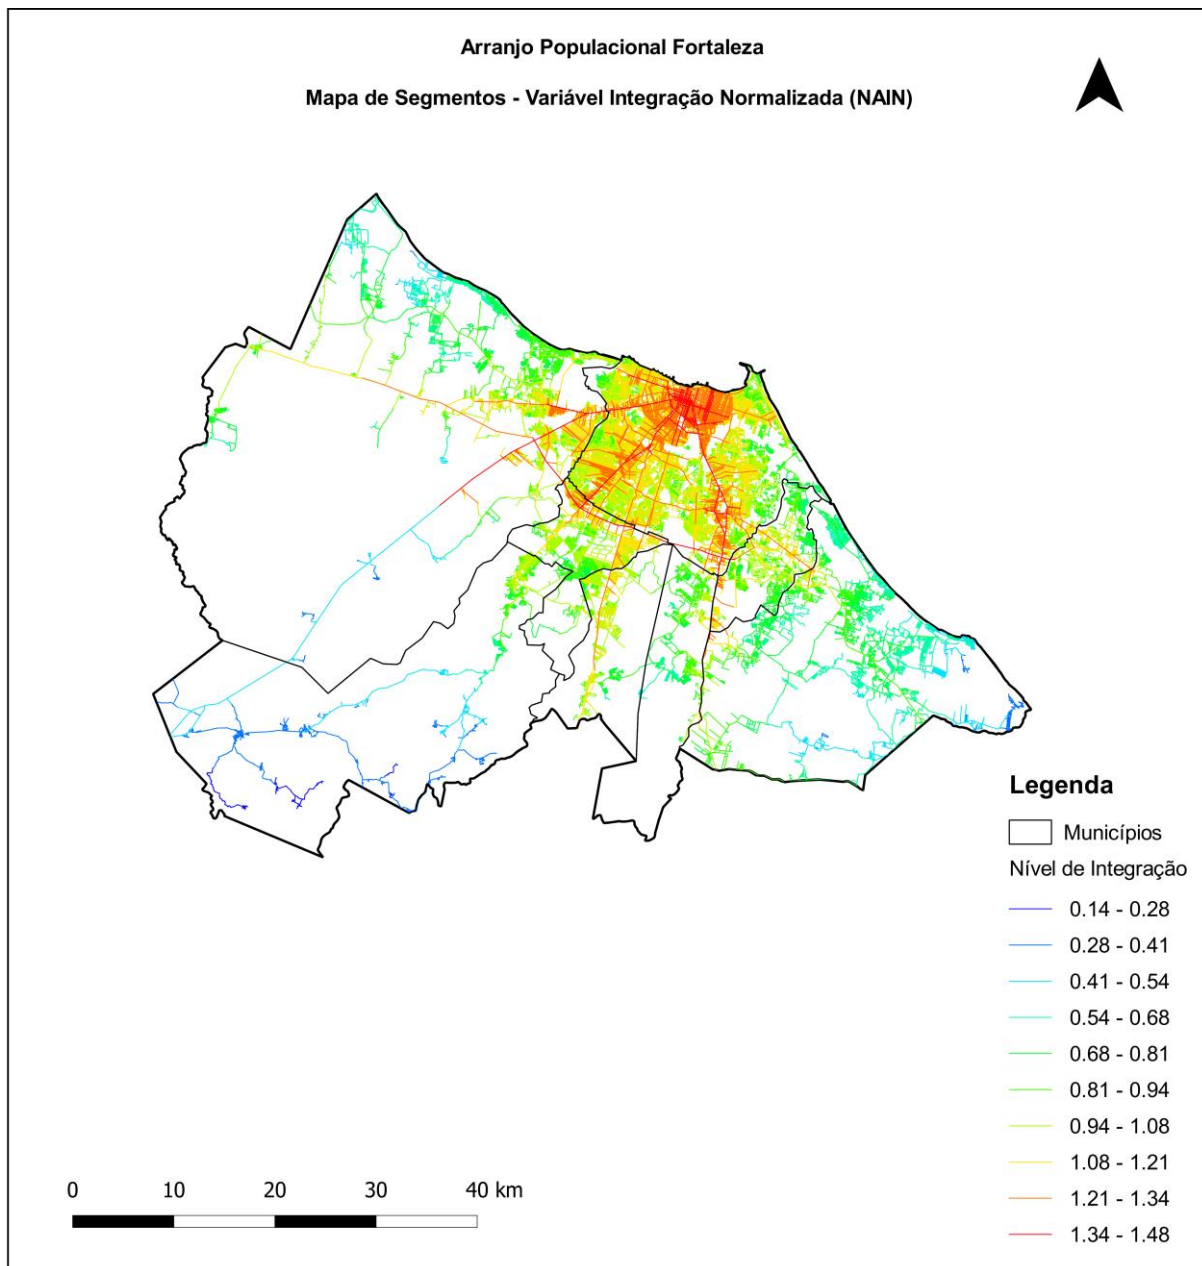 Arranjo Populacional Fortaleza
Mapa de Segmentos - Variável Integração Normalizada (NAIN)
Legenda
Municípios
Nível de Integração
0.14 - 0.28
0.28 - 0.41
0.41 - 0.54
0.54 - 0.68
0.68 - 0.81
0.81 - 0.94
0.94 - 1.08
1.08 - 1.21
1.21 - 1.34
1.34 - 1.48
0 10 20 30 40 km